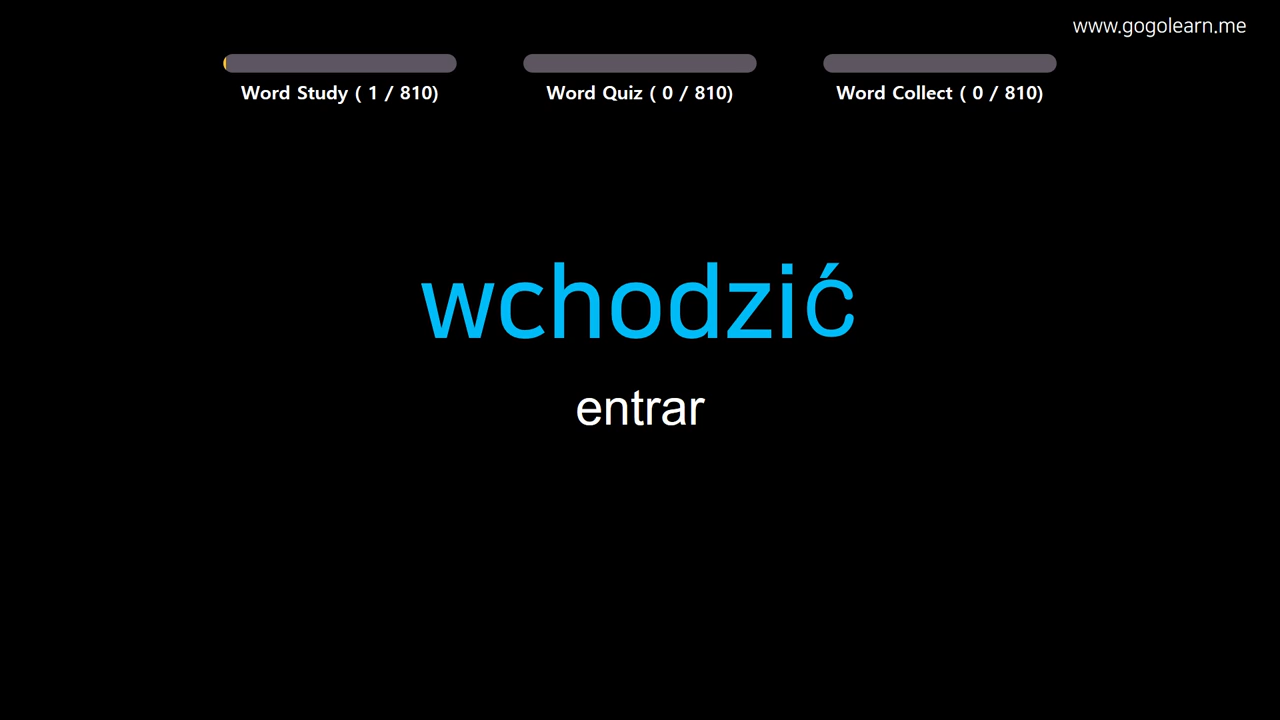 www.gogolearn.me
Word Study ( 1 / 810)
Word Quiz ( 0 / 810)
Word Collect ( 0 / 810)
wchodzić
entrar